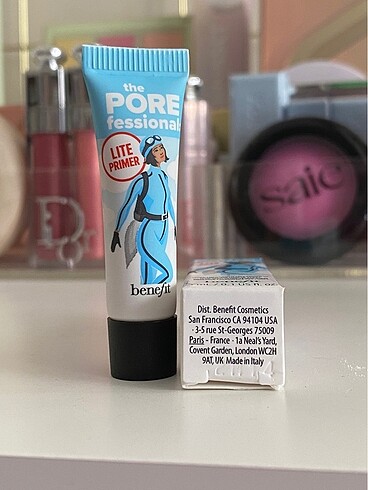 the
PORE
fessional
LITE
PRIMER
benefit
saie
D
Dist. Benefit Cosmetics
San Francisco CA 94104 USA
· 3-5 rue St-Georges 75009
Paris – France · 1a Neal's Yard,
Covent Garden, London WC2H
9AT, UK Made in Italy